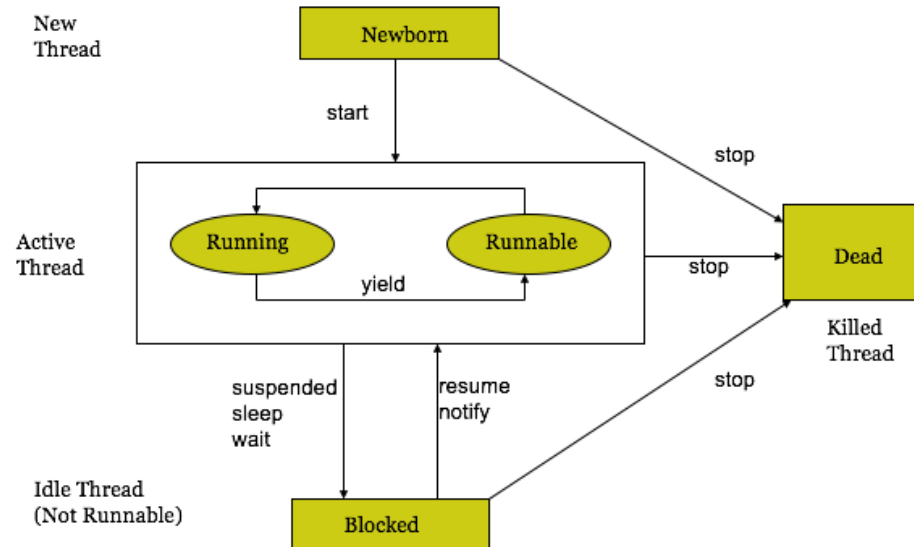 New
Thread
Newborn
start
stop
Active
Thread
Running
Runnable
yield
stop
Dead
Killed
Thread
suspended
sleep
wait
resume
notify
stop
Idle Thread
(Not Runnable)
Blocked